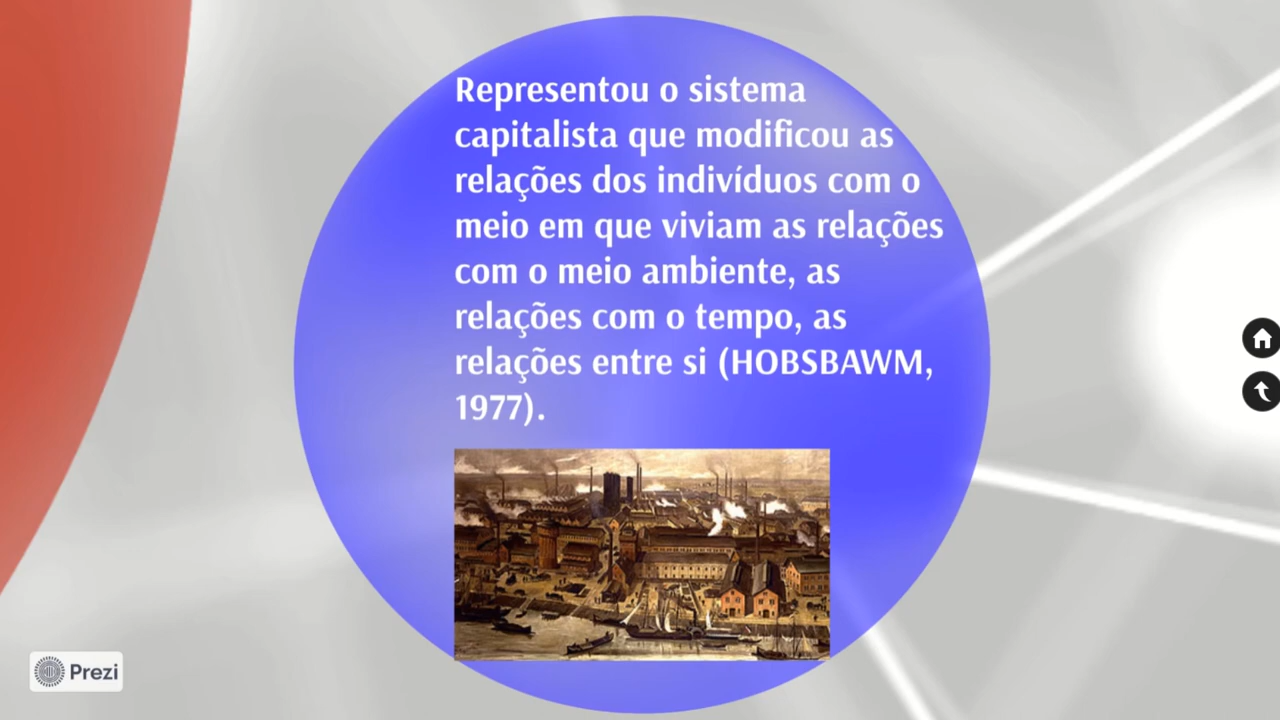 Representou o sistema
capitalista que modificou as
relações dos indivíduos com o
meio em que viviam as relações
com o meio ambiente, as
relações com o tempo, as
relações entre si (HOBSBAWM,
1977).
Prezi